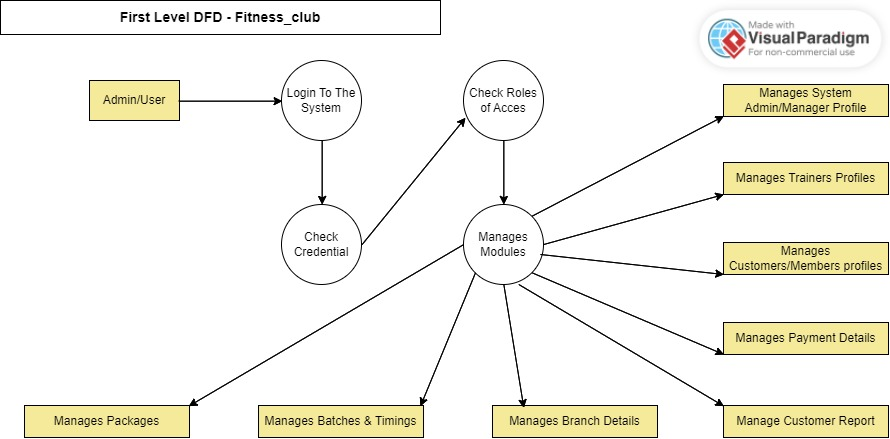 First Level DFD - Fitness_club
Made with
Visual Paradigm
For non-commercial use
Admin/User
Login To The
System
Check Roles
of Acces
Manages System
Admin/Manager Profile
Manages Trainers Profiles
Check
Credential
Manages
Modules
Manages
Customers/Members profiles
Manages Payment Details
Manages Packages
Manages Batches & Timings
Manages Branch Details
Manage Customer Report